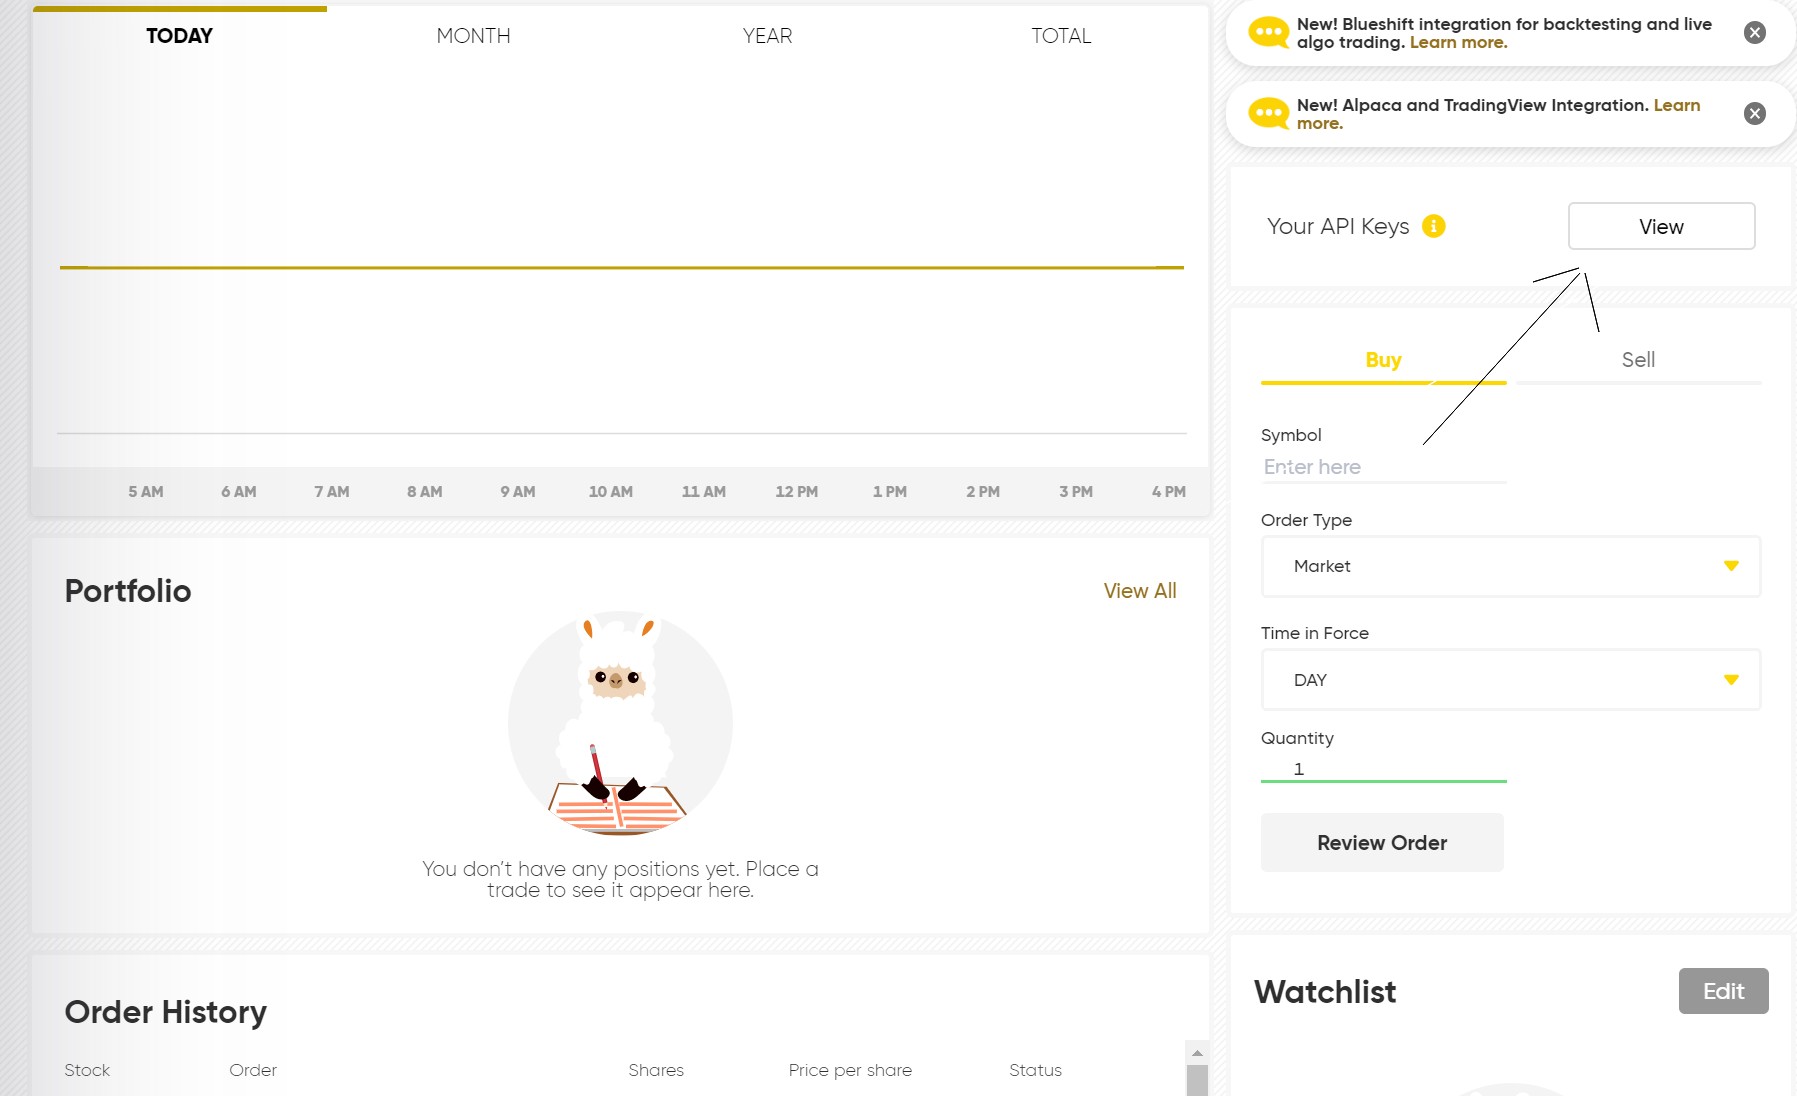 TODAY
MONTH
YEAR
TOTAL
5 AM
6 AM
7 AM
8 AM
9 AM
10 AM
11 AM
12 PM
1 PM
2 PM
3 PM
4 PM
Portfolio
View All
You don't have any positions yet. Place a
trade to see it appear here.
Order History
Stock
Order
Shares
Price per share
Status
New! Blueshift integration for backtesting and live
algo trading. Learn more.
New! Alpaca and TradingView Integration. Learn
more.
Your API Keys
View
Buy
Sell
Symbol
Enter here
Order Type
Market
Time in Force
DAY
Quantity
1
Review Order
Watchlist
Edit